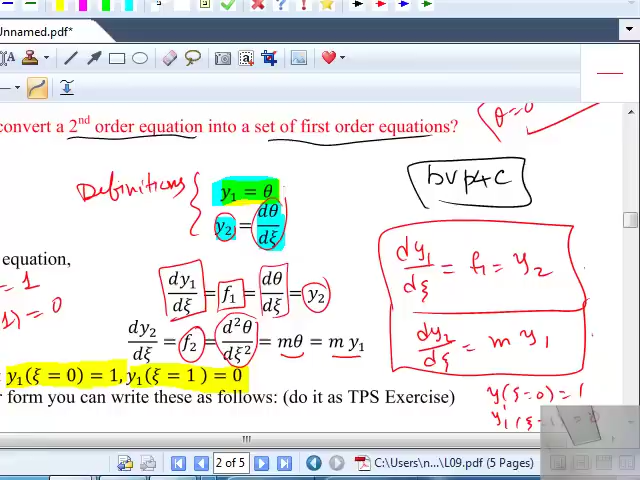 Unnamed.pdf*
convert a 2nd order equation into a set of first order equations?
θ=0
Definitions { y₁ = θ
y₂ = dθ/dξ
bvp4c
equation,
= 1
1) = 0
dy₁/dξ = f₁ = dθ/dξ = y₂
dy₂/dξ = f₂ = d²θ/dξ² = mθ = m y₁
dy₁/dξ = f₁ = y₂
dy₂/dξ = m y₁
y₁(ξ = 0) = 1, y₁(ξ = 1 ) = 0
y(ξ=0) = 1
r form you can write these as follows: (do it as TPS Exercise)
2 of 5
C:\Users\n...\L09.pdf (5 Pages)